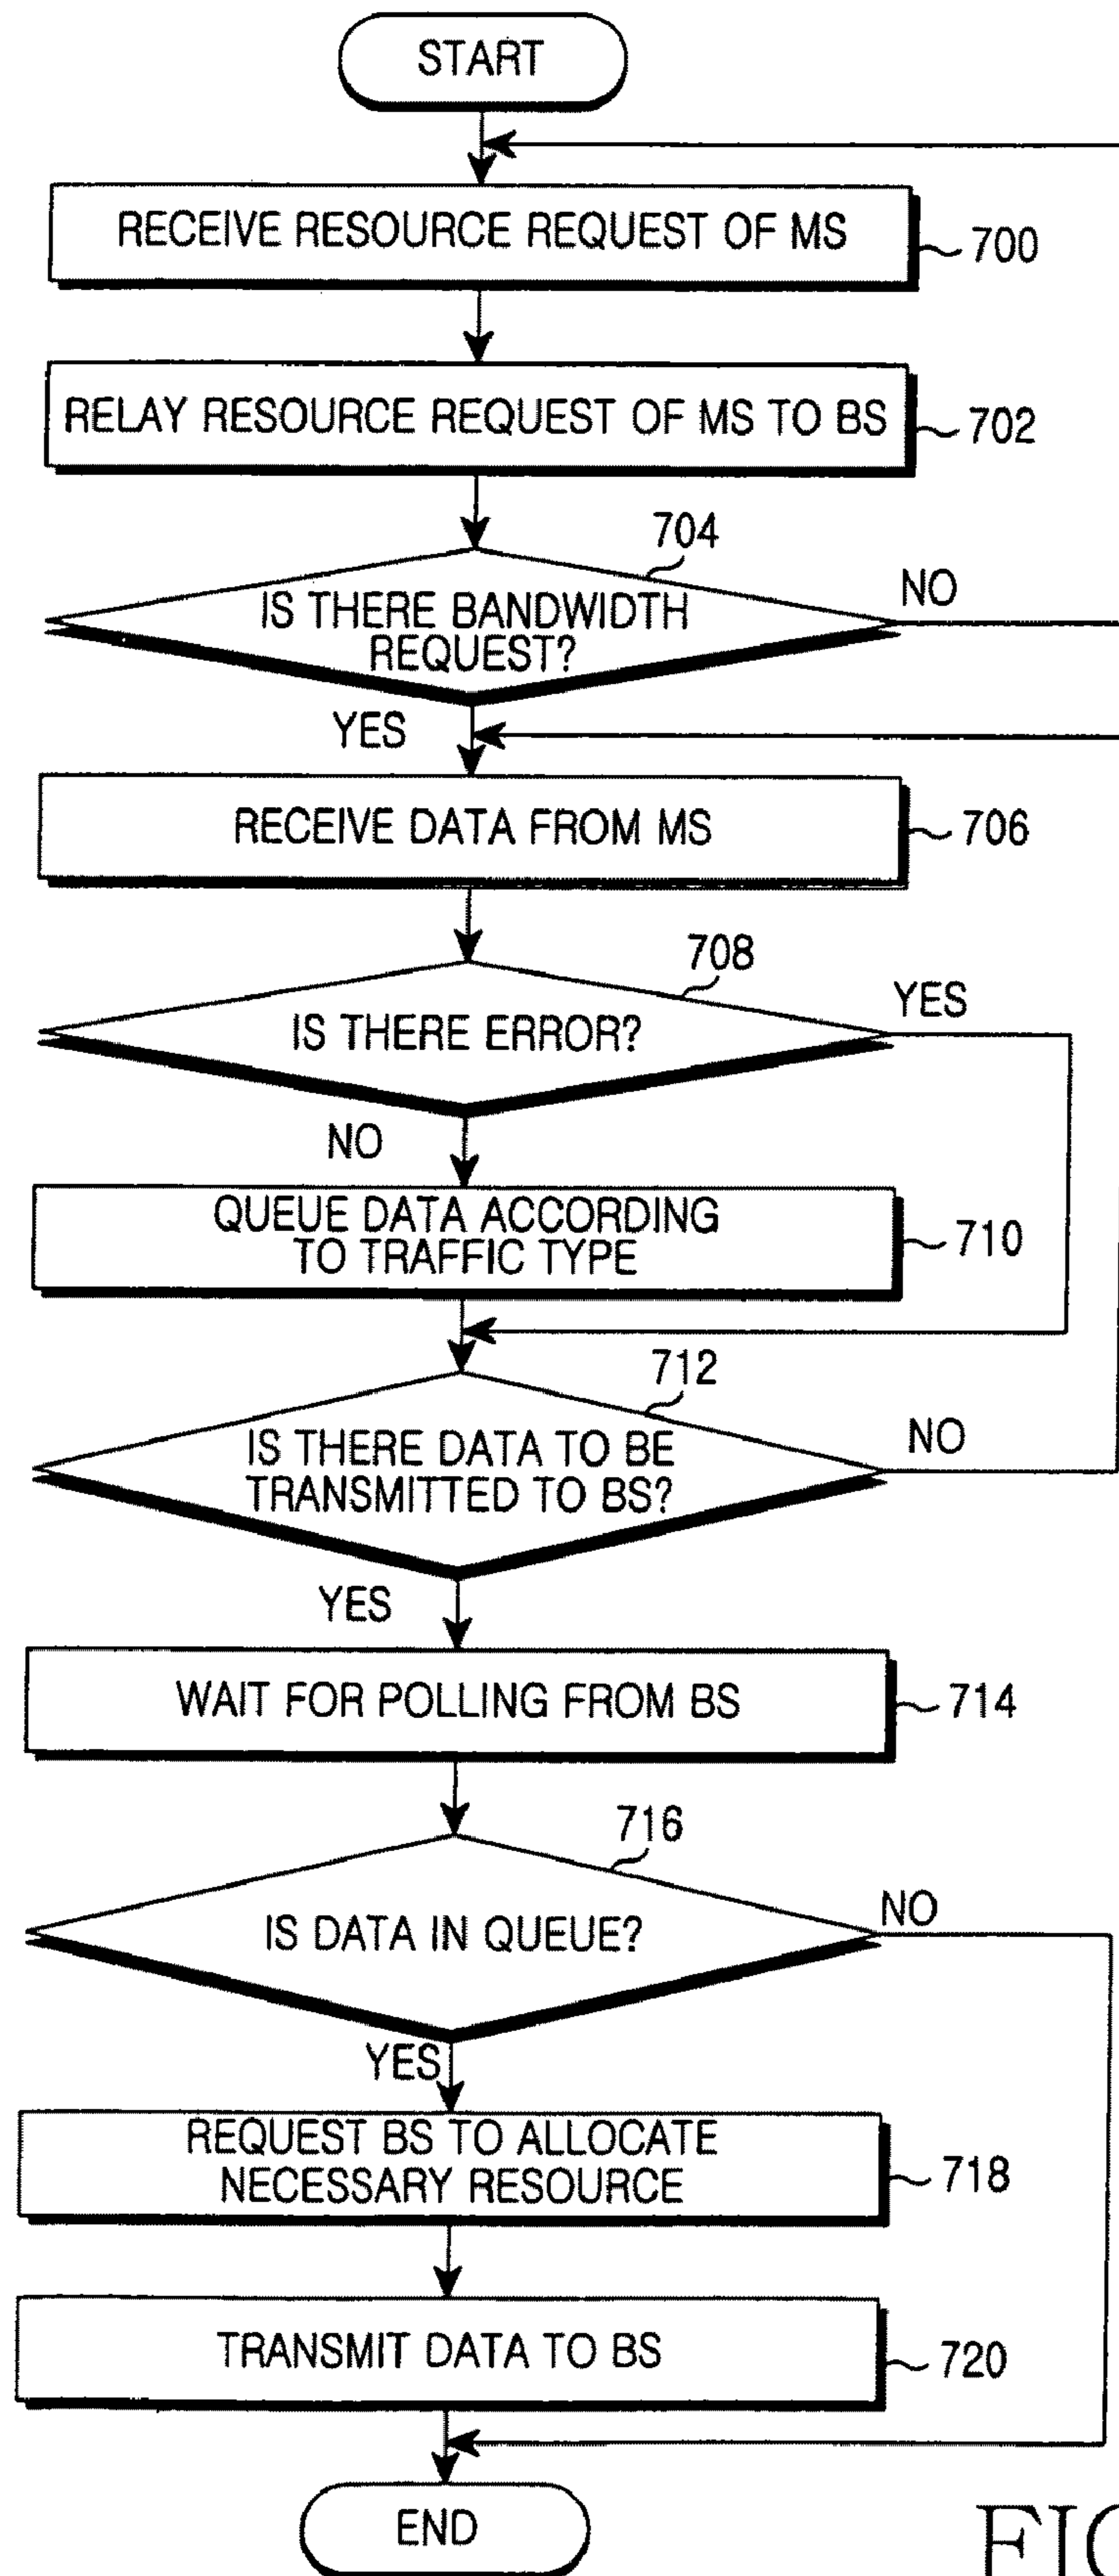 START
RECEIVE RESOURCE REQUEST OF MS
700
RELAY RESOURCE REQUEST OF MS TO BS
702
704
IS THERE BANDWIDTH
REQUEST?
NO
YES
RECEIVE DATA FROM MS
706
708
IS THERE ERROR?
YES
NO
QUEUE DATA ACCORDING
TO TRAFFIC TYPE
710
712
IS THERE DATA TO BE
TRANSMITTED TO BS?
NO
YES
WAIT FOR POLLING FROM BS
714
716
IS DATA IN QUEUE?
NO
YES
REQUEST BS TO ALLOCATE
NECESSARY RESOURCE
718
TRANSMIT DATA TO BS
720
END